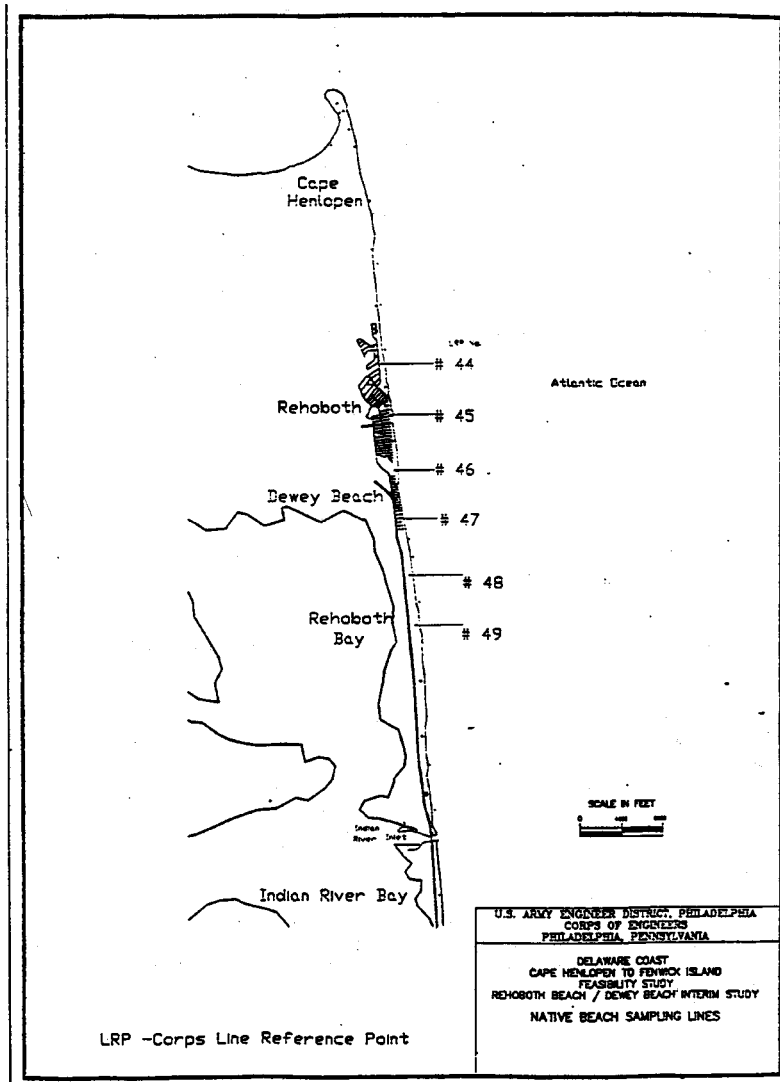 Cape
Henlopen
LRP No.
# 44
Atlantic Ocean
Rehoboth
# 45
# 46
Dewey Beach
# 47
# 48
Rehoboth
Bay
# 49
SCALE IN FEET
0
Indian
River Inlet
Indian River Bay
U.S. ARMY ENGINEER DISTRICT, PHILADELPHIA
CORPS OF ENGINEERS
PHILADELPHIA, PENNSYLVANIA
DELAWARE COAST
CAPE HENLOPEN TO FENWICK ISLAND
FEASIBILITY STUDY
REHOBOTH BEACH / DEWEY BEACH INTERIM STUDY
NATIVE BEACH SAMPLING LINES
LRP -Corps Line Reference Point